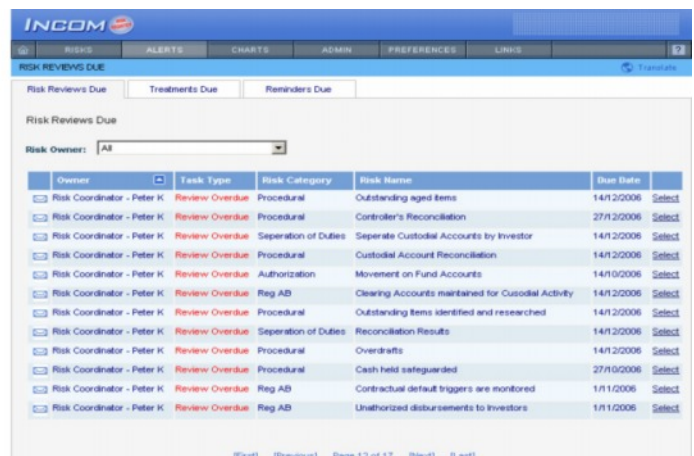 INCOM
RISKS ALERTS CHARTS ADMIN PREFERENCES LINKS ?
RISK REVIEWS DUE Translate
Risk Reviews Due Treatments Due Reminders Due
Risk Reviews Due
Risk Owner: All
Owner Task Type Risk Category Risk Name Due Date
Risk Coordinator - Peter K Review Overdue Procedural Outstanding aged items 14/12/2006 Select
Risk Coordinator - Peter K Review Overdue Procedural Controller's Reconciliation 27/12/2006 Select
Risk Coordinator - Peter K Review Overdue Seperation of Duties Seperate Custodial Accounts by Investor 14/12/2006 Select
Risk Coordinator - Peter K Review Overdue Procedural Custodial Account Reconciliation 14/12/2006 Select
Risk Coordinator - Peter K Review Overdue Authorization Movement on Fund Accounts 14/10/2006 Select
Risk Coordinator - Peter K Review Overdue Reg AB Clearing Accounts maintained for Cusodial Activity 14/12/2006 Select
Risk Coordinator - Peter K Review Overdue Procedural Outstanding Items identified and researched 14/12/2006 Select
Risk Coordinator - Peter K Review Overdue Seperation of Duties Reconciliation Results 14/12/2006 Select
Risk Coordinator - Peter K Review Overdue Procedural Overdrafts 14/12/2006 Select
Risk Coordinator - Peter K Review Overdue Procedural Cash held safeguarded 27/10/2006 Select
Risk Coordinator - Peter K Review Overdue Reg AB Contractual default triggers are monitored 1/11/2006 Select
Risk Coordinator - Peter K Review Overdue Reg AB Unathorized disbursements to Investors 1/11/2006 Select
[First] [Previous] Page 12 of 17 [Next] [Last]